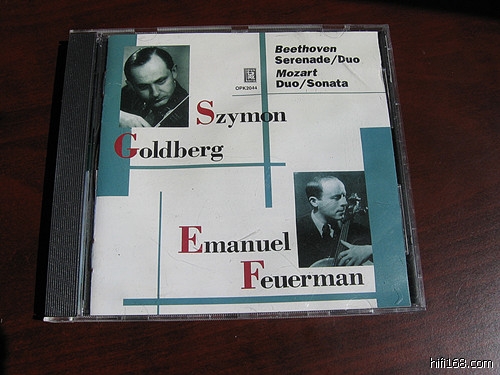 Beethoven
Serenade/Duo
Mozart
Duo/Sonata
OPK2044
Szymon
Goldberg
Emanuel
Feuerman
hifi168.com